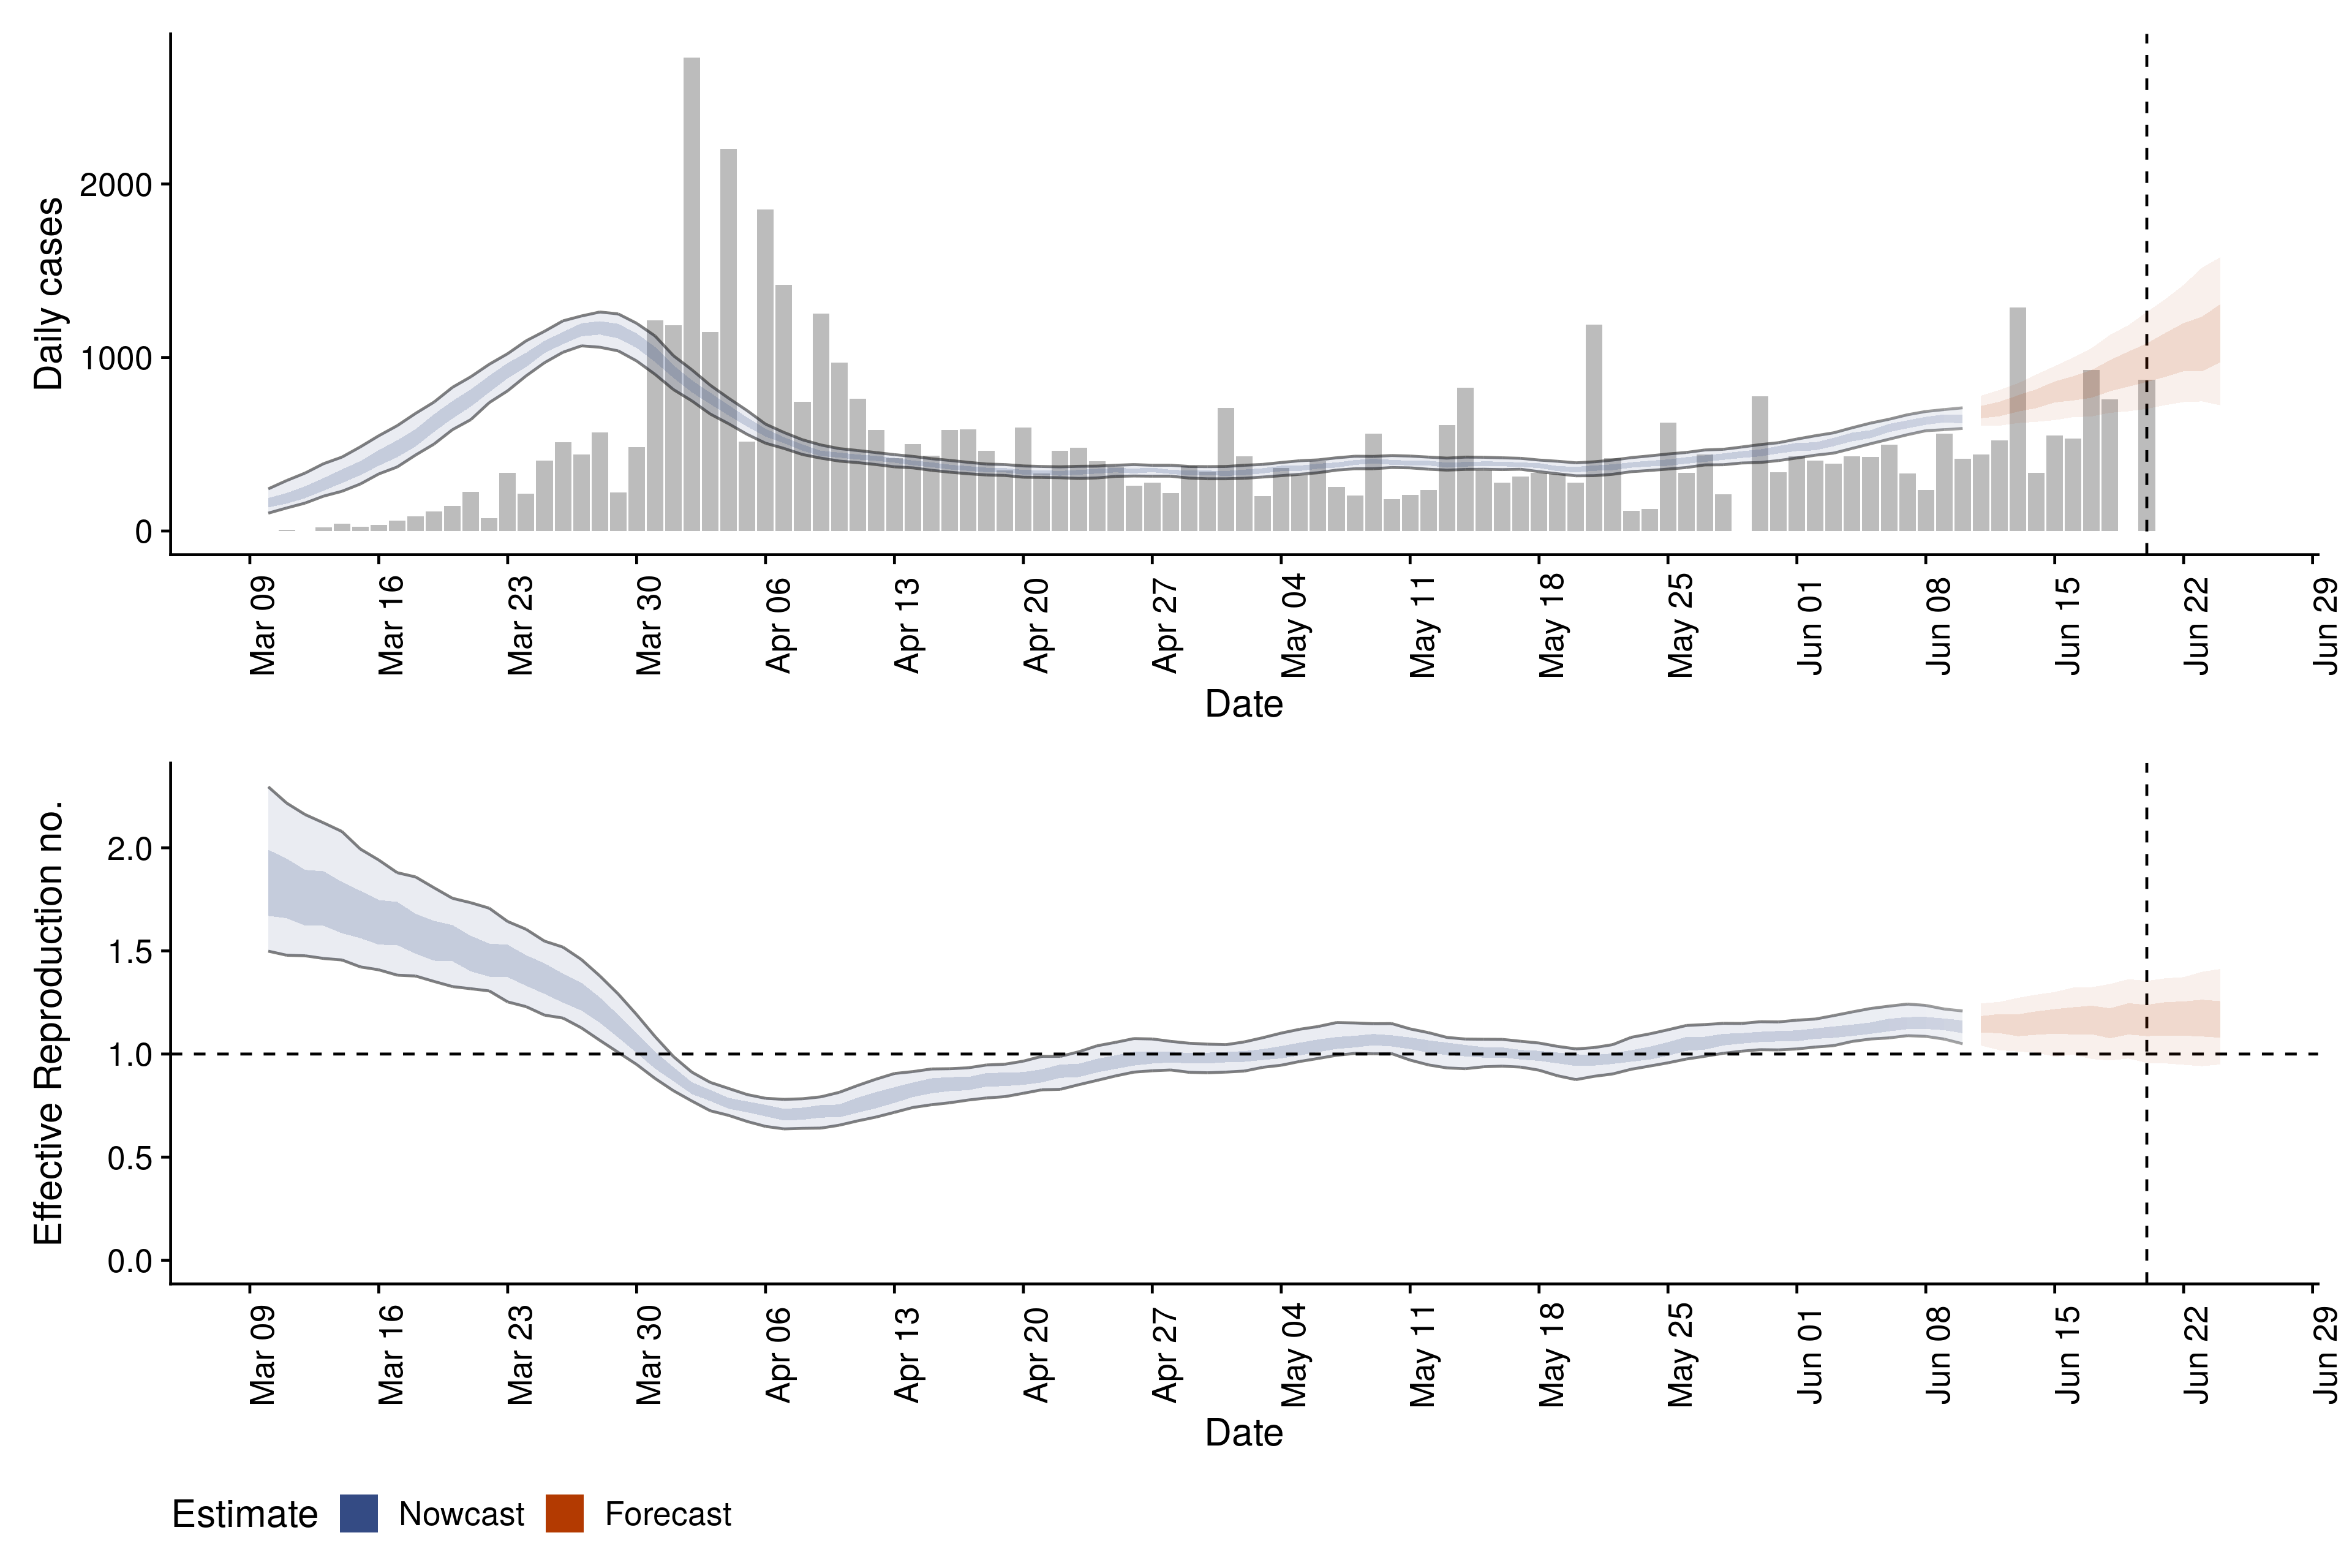 Daily cases
2000
1000
0
Mar 09 Mar 16 Mar 23 Mar 30 Apr 06 Apr 13 Apr 20 Apr 27 May 04 May 11 May 18 May 25 Jun 01 Jun 08 Jun 15 Jun 22 Jun 29
Date
Effective Reproduction no.
2.0
1.5
1.0
0.5
0.0
Mar 09 Mar 16 Mar 23 Mar 30 Apr 06 Apr 13 Apr 20 Apr 27 May 04 May 11 May 18 May 25 Jun 01 Jun 08 Jun 15 Jun 22 Jun 29
Date
Estimate Nowcast Forecast